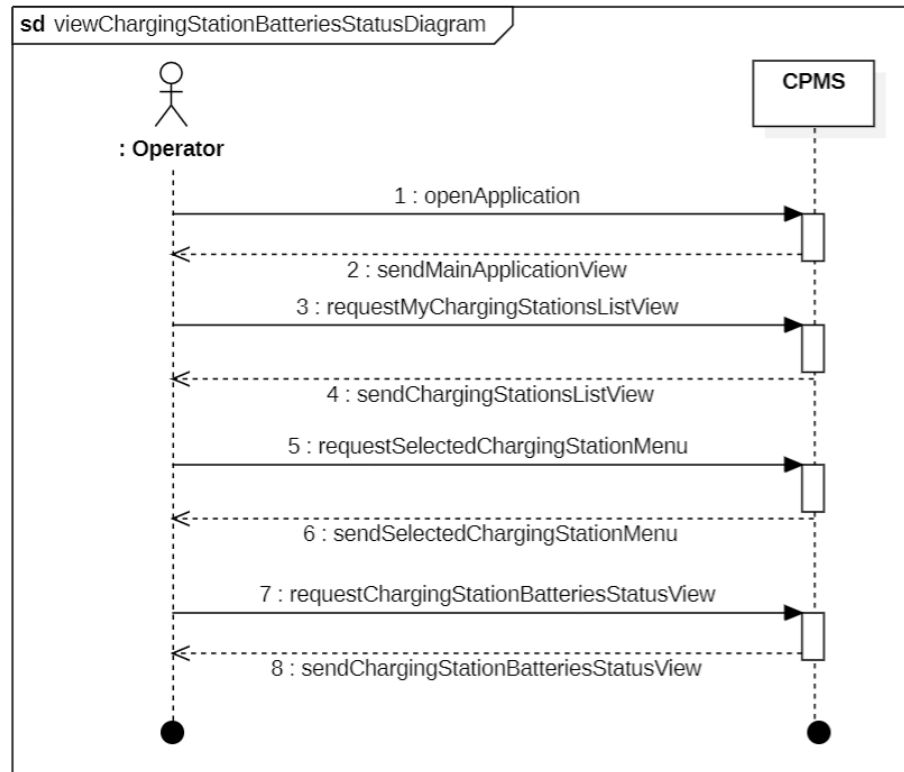 sd viewChargingStationBatteriesStatusDiagram
CPMS
: Operator
1 : openApplication
2 : sendMainApplicationView
3 : requestMyChargingStationsListView
4 : sendChargingStationsListView
5 : requestSelectedChargingStationMenu
6 : sendSelectedChargingStationMenu
7 : requestChargingStationBatteriesStatusView
8 : sendChargingStationBatteriesStatusView